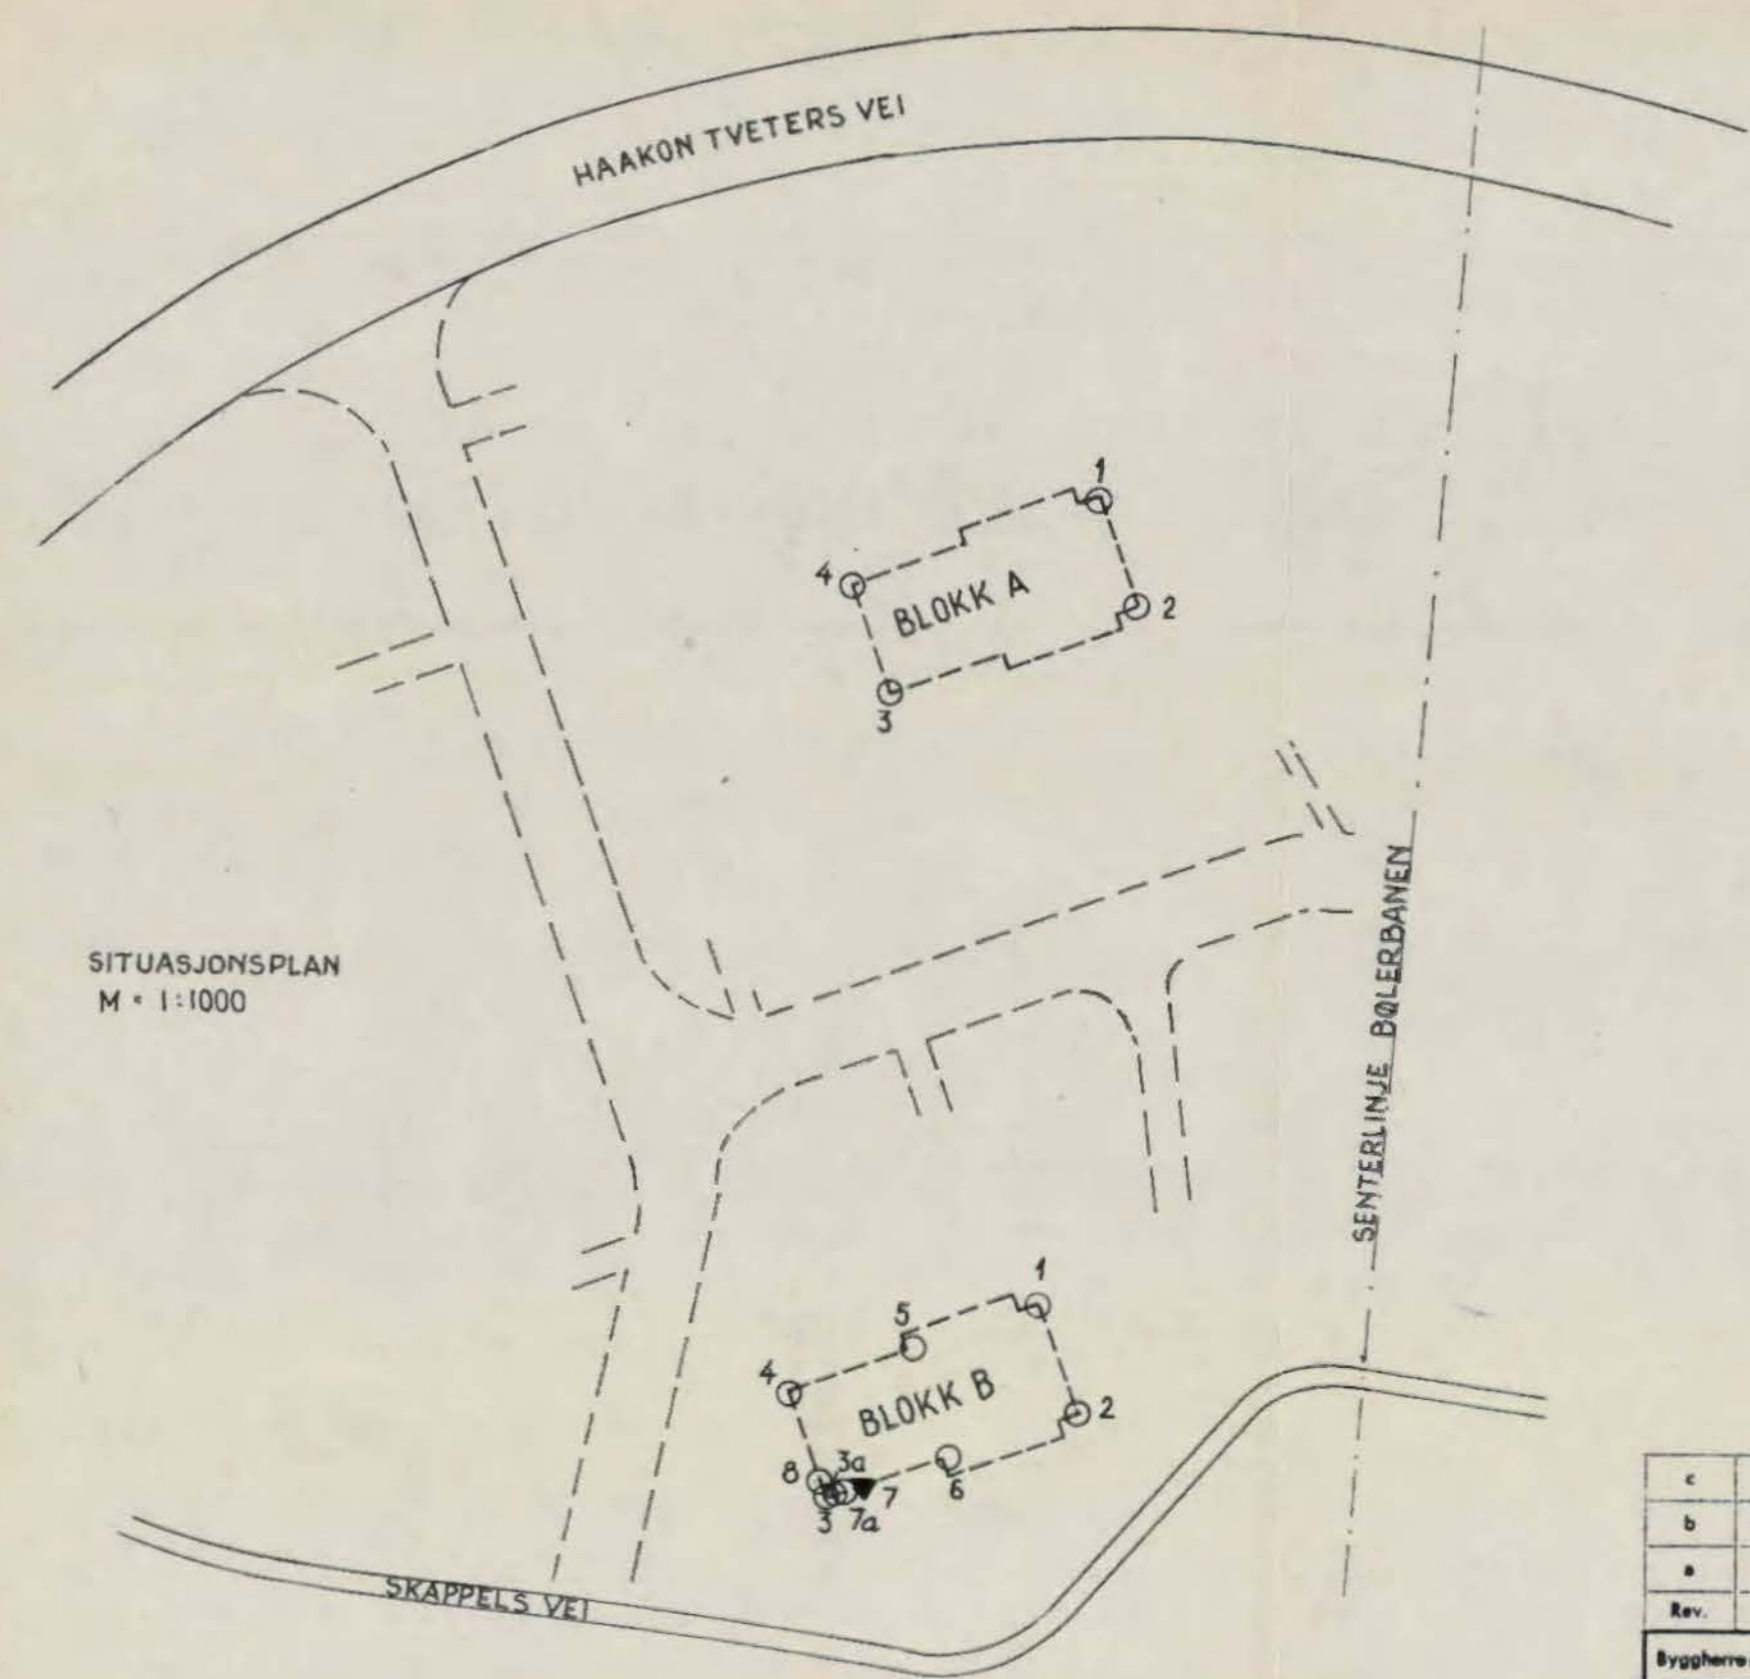 HAAKON TVETERS VEI
1
4
BLOKK A
2
3
SITUASJONSPLAN
M = 1:1000
SENTERLINJE BØLERBANEN
1
5
4
BLOKK B
2
8
3a
7
6
3
7a
SKAPPELS VEI
c
b
a
Rev.
Byggherre